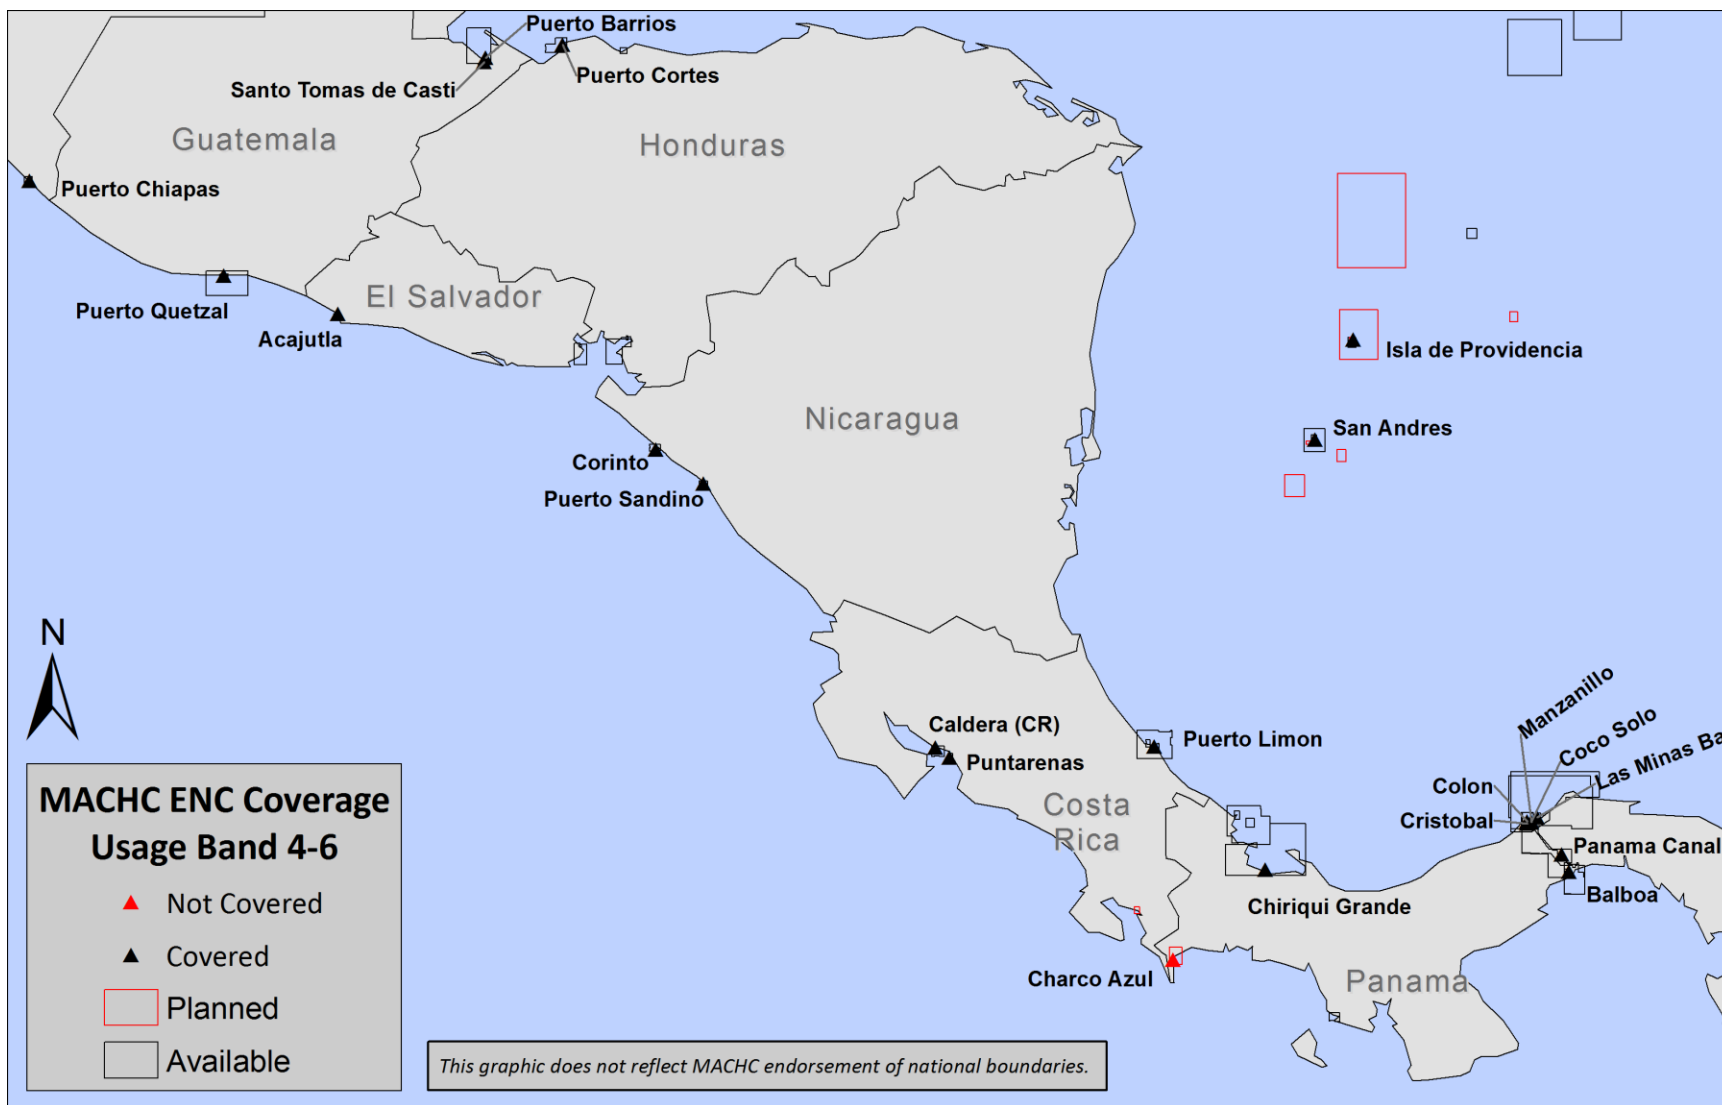 Puerto Barrios
Puerto Cortes
Santo Tomas de Casti
Guatemala
Honduras
Puerto Chiapas
El Salvador
Puerto Quetzal
Acajutla
Isla de Providencia
Nicaragua
San Andres
Corinto
Puerto Sandino
N
Manzanillo
Coco Solo
Las Minas Ba
Caldera (CR)
Puerto Limon
Puntarenas
Colon
Cristobal
Costa
Rica
Panama Canal
Balboa
Chiriqui Grande
Charco Azul
Panama
MACHC ENC Coverage
Usage Band 4-6
Not Covered
Covered
Planned
Available
This graphic does not reflect MACHC endorsement of national boundaries.